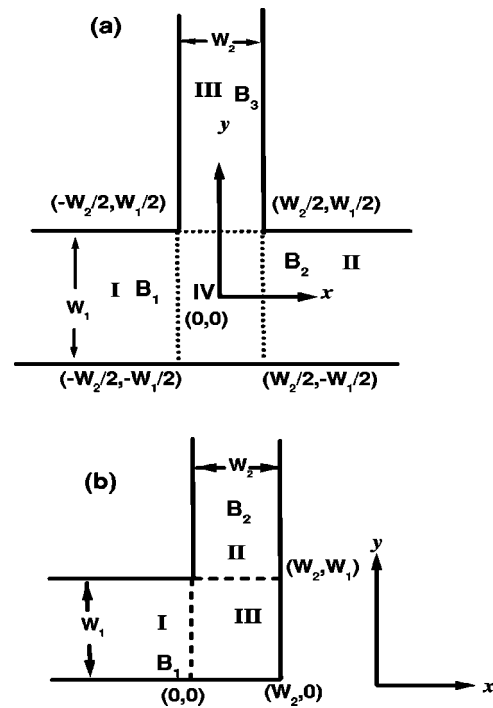 (a)
W₂
III B₃
y
(-W₂/2,W₁/2) (W₂/2,W₁/2)
B₂ II
W₁ I B₁ IV x
(0,0)
(-W₂/2,-W₁/2) (W₂/2,-W₁/2)
(b)
W₂
B₂
II
(W₂,W₁) y
W₁ I III
B₁
(0,0) (W₂,0) x